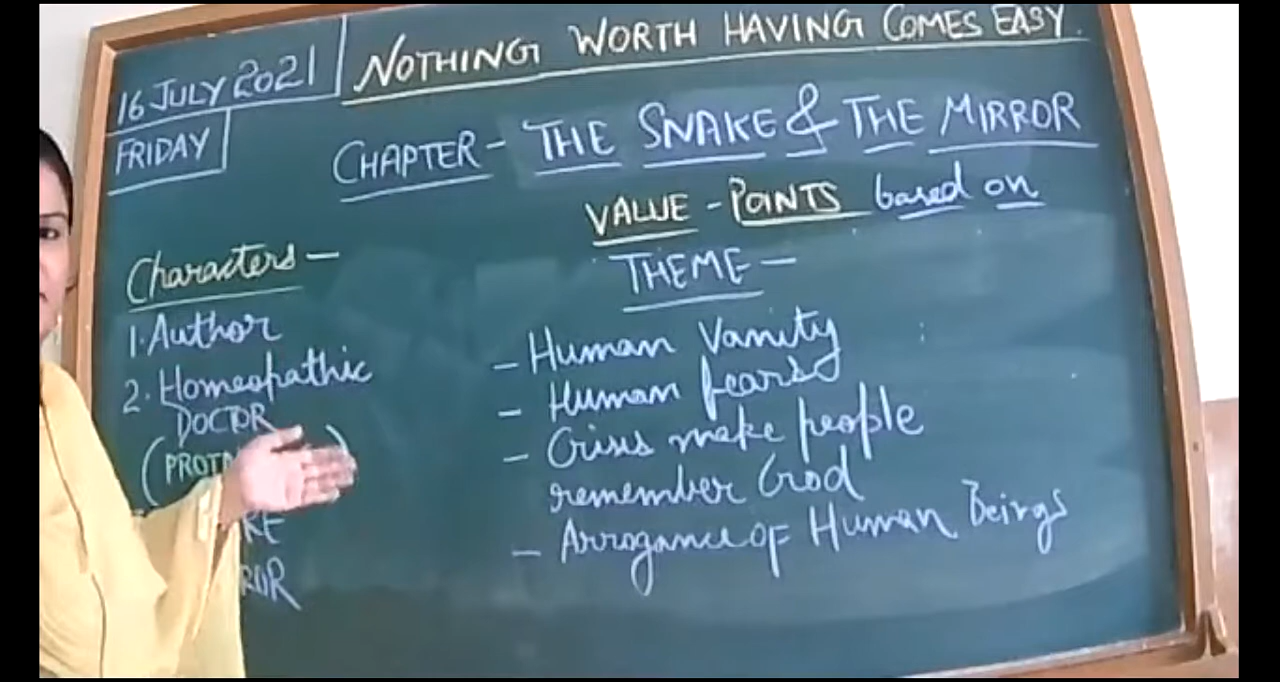 16 JULY 2021
FRIDAY
NOTHING WORTH HAVING COMES EASY.
CHAPTER - THE SNAKE & THE MIRROR
Characters -
1. Author
2. Homeopathic
DOCTOR
VALUE - POINTS based on
THEME -
- Human Vanity
- Human fears
- Crisis make people
remember God
- Arrogance of Human Beings